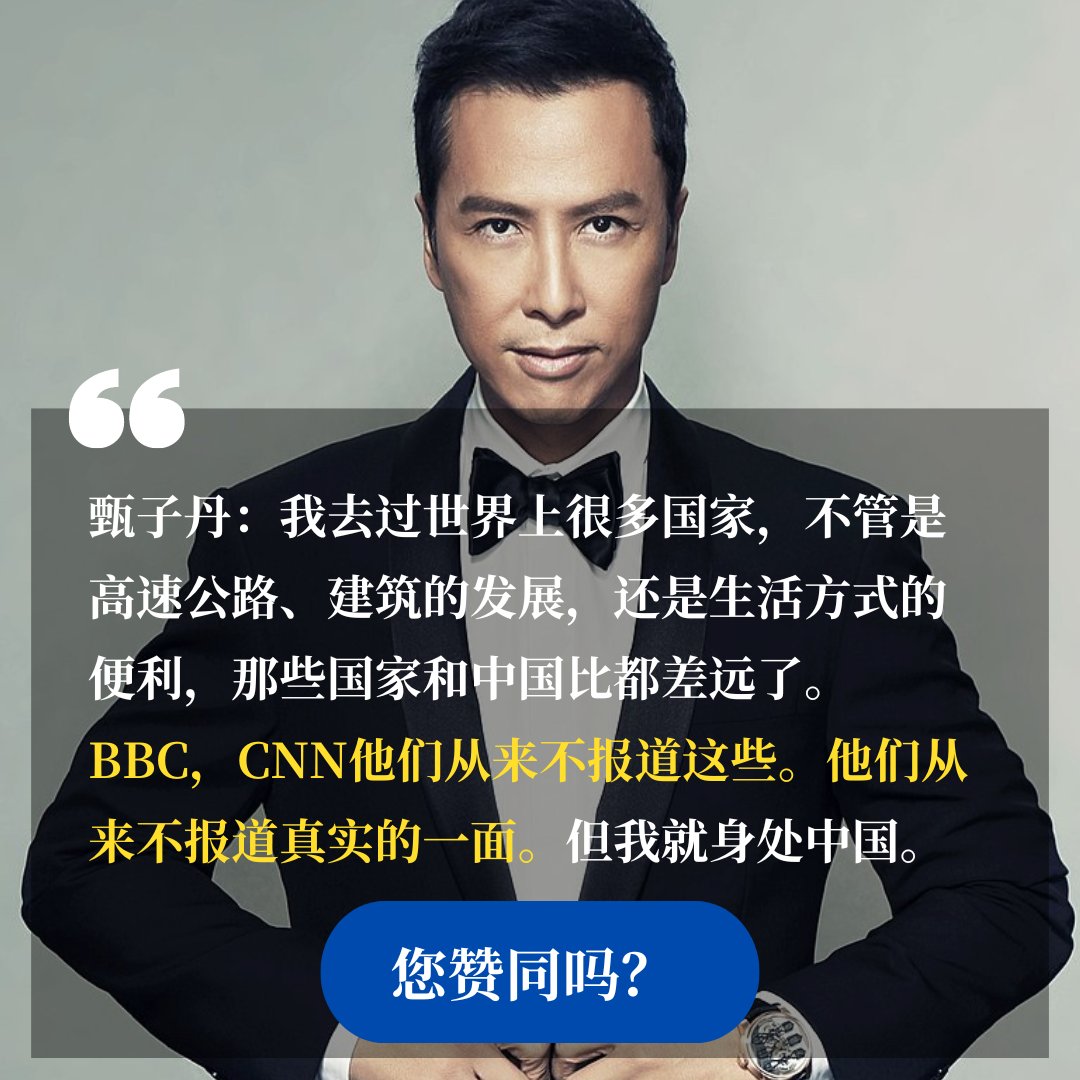 “
甄子丹：我去过世界上很多国家，不管是
高速公路、建筑的发展，还是生活方式的
便利，那些国家和中国比都差远了。
BBC，CNN他们从来不报道这些。他们从
来不报道真实的一面。但我就身处中国。
您赞同吗？